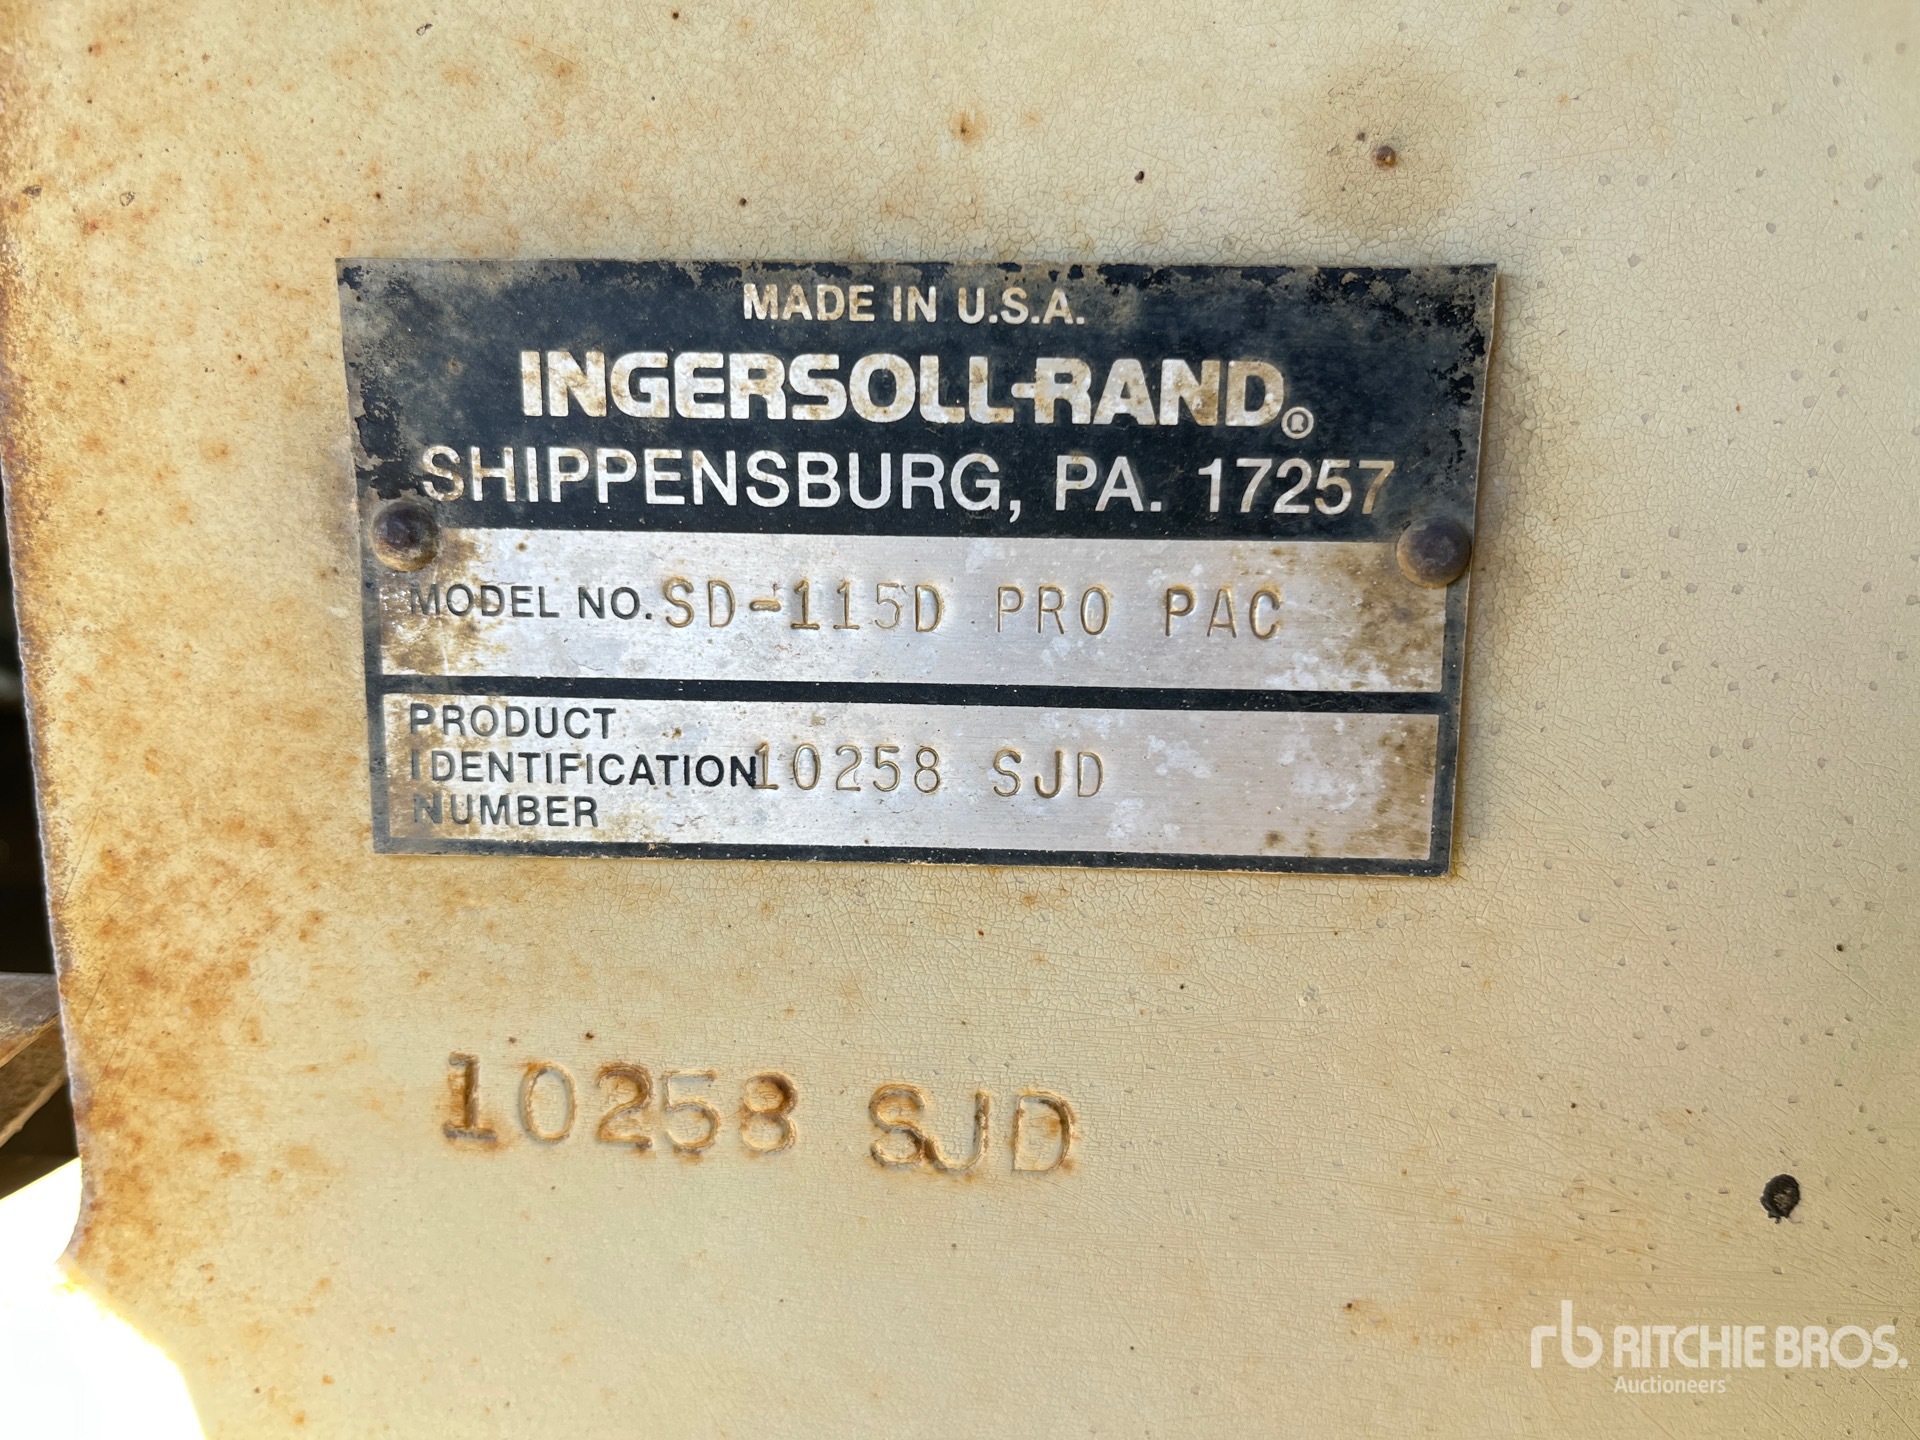 MADE IN U.S.A.
INGERSOLL-RAND®
SHIPPENSBURG, PA. 17257
MODEL NO. SD-115D PRO PAC
PRODUCT
IDENTIFICATION 10258 SJD
NUMBER
10258 SJD
rb RITCHIE BROS.
Auctioneers